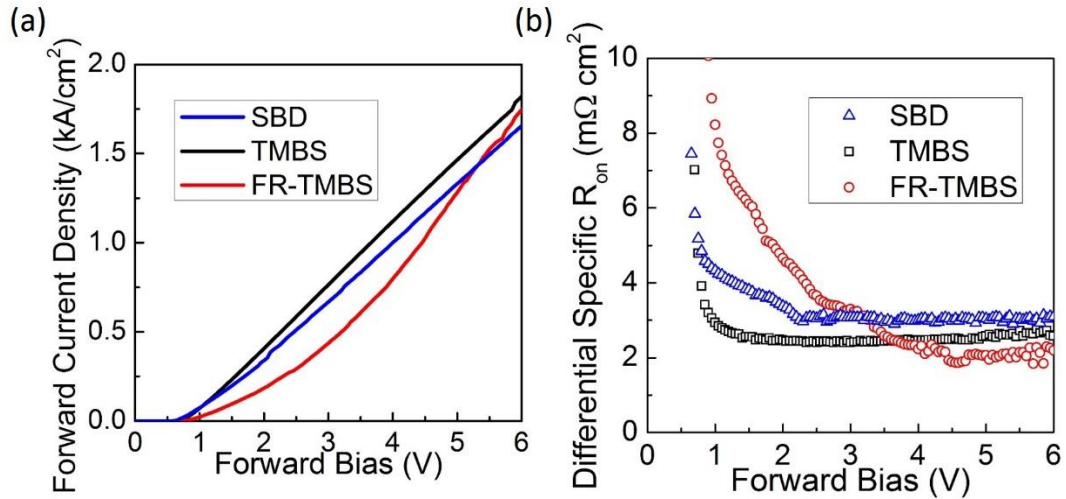 (a)
Forward Current Density (kA/cm²)
2.0
1.5
1.0
0.5
0.0
SBD
TMBS
FR-TMBS
0 1 2 3 4 5 6
Forward Bias (V)
(b)
Differential Specific Rₒₙ (mΩ cm²)
10
8
6
4
2
0
SBD
TMBS
FR-TMBS
0 1 2 3 4 5 6
Forward Bias (V)